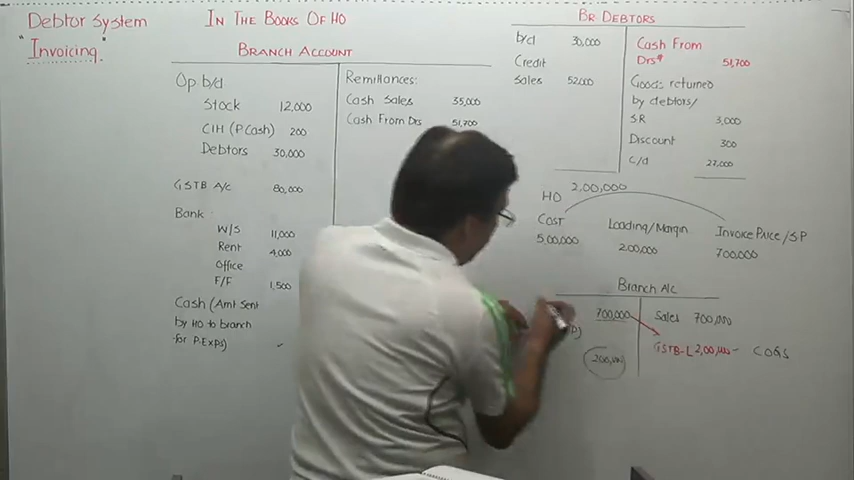 Debtor System
"Invoicing"
In The Books Of HO
Branch Account
Op b/d
Stock 12,000
CIH (P.Cash) 200
Debtors 30,000
GSTB A/c 80,000
Bank:
W/S 11,000
Rent 4,000
Office
F/F 1,500
Cash (Amt Sent
by HO to branch
for P.Exps)
Remittances:
Cash Sales 35,000
Cash From Drs 51,700
Br Debtors
b/d 30,000
Credit
Sales 52,000
Cash From
Drs* 51,700
Goods returned
by debtors/
SR 3,000
Discount 300
c/d 27,000
HO 2,00,000
Cost Loading/Margin Invoice Price/SP
5,00,000 2,00,000 700,000
Branch A/c
700,000 Sales 700,000
GSTB-L 2,00,000 - COGS
200,000